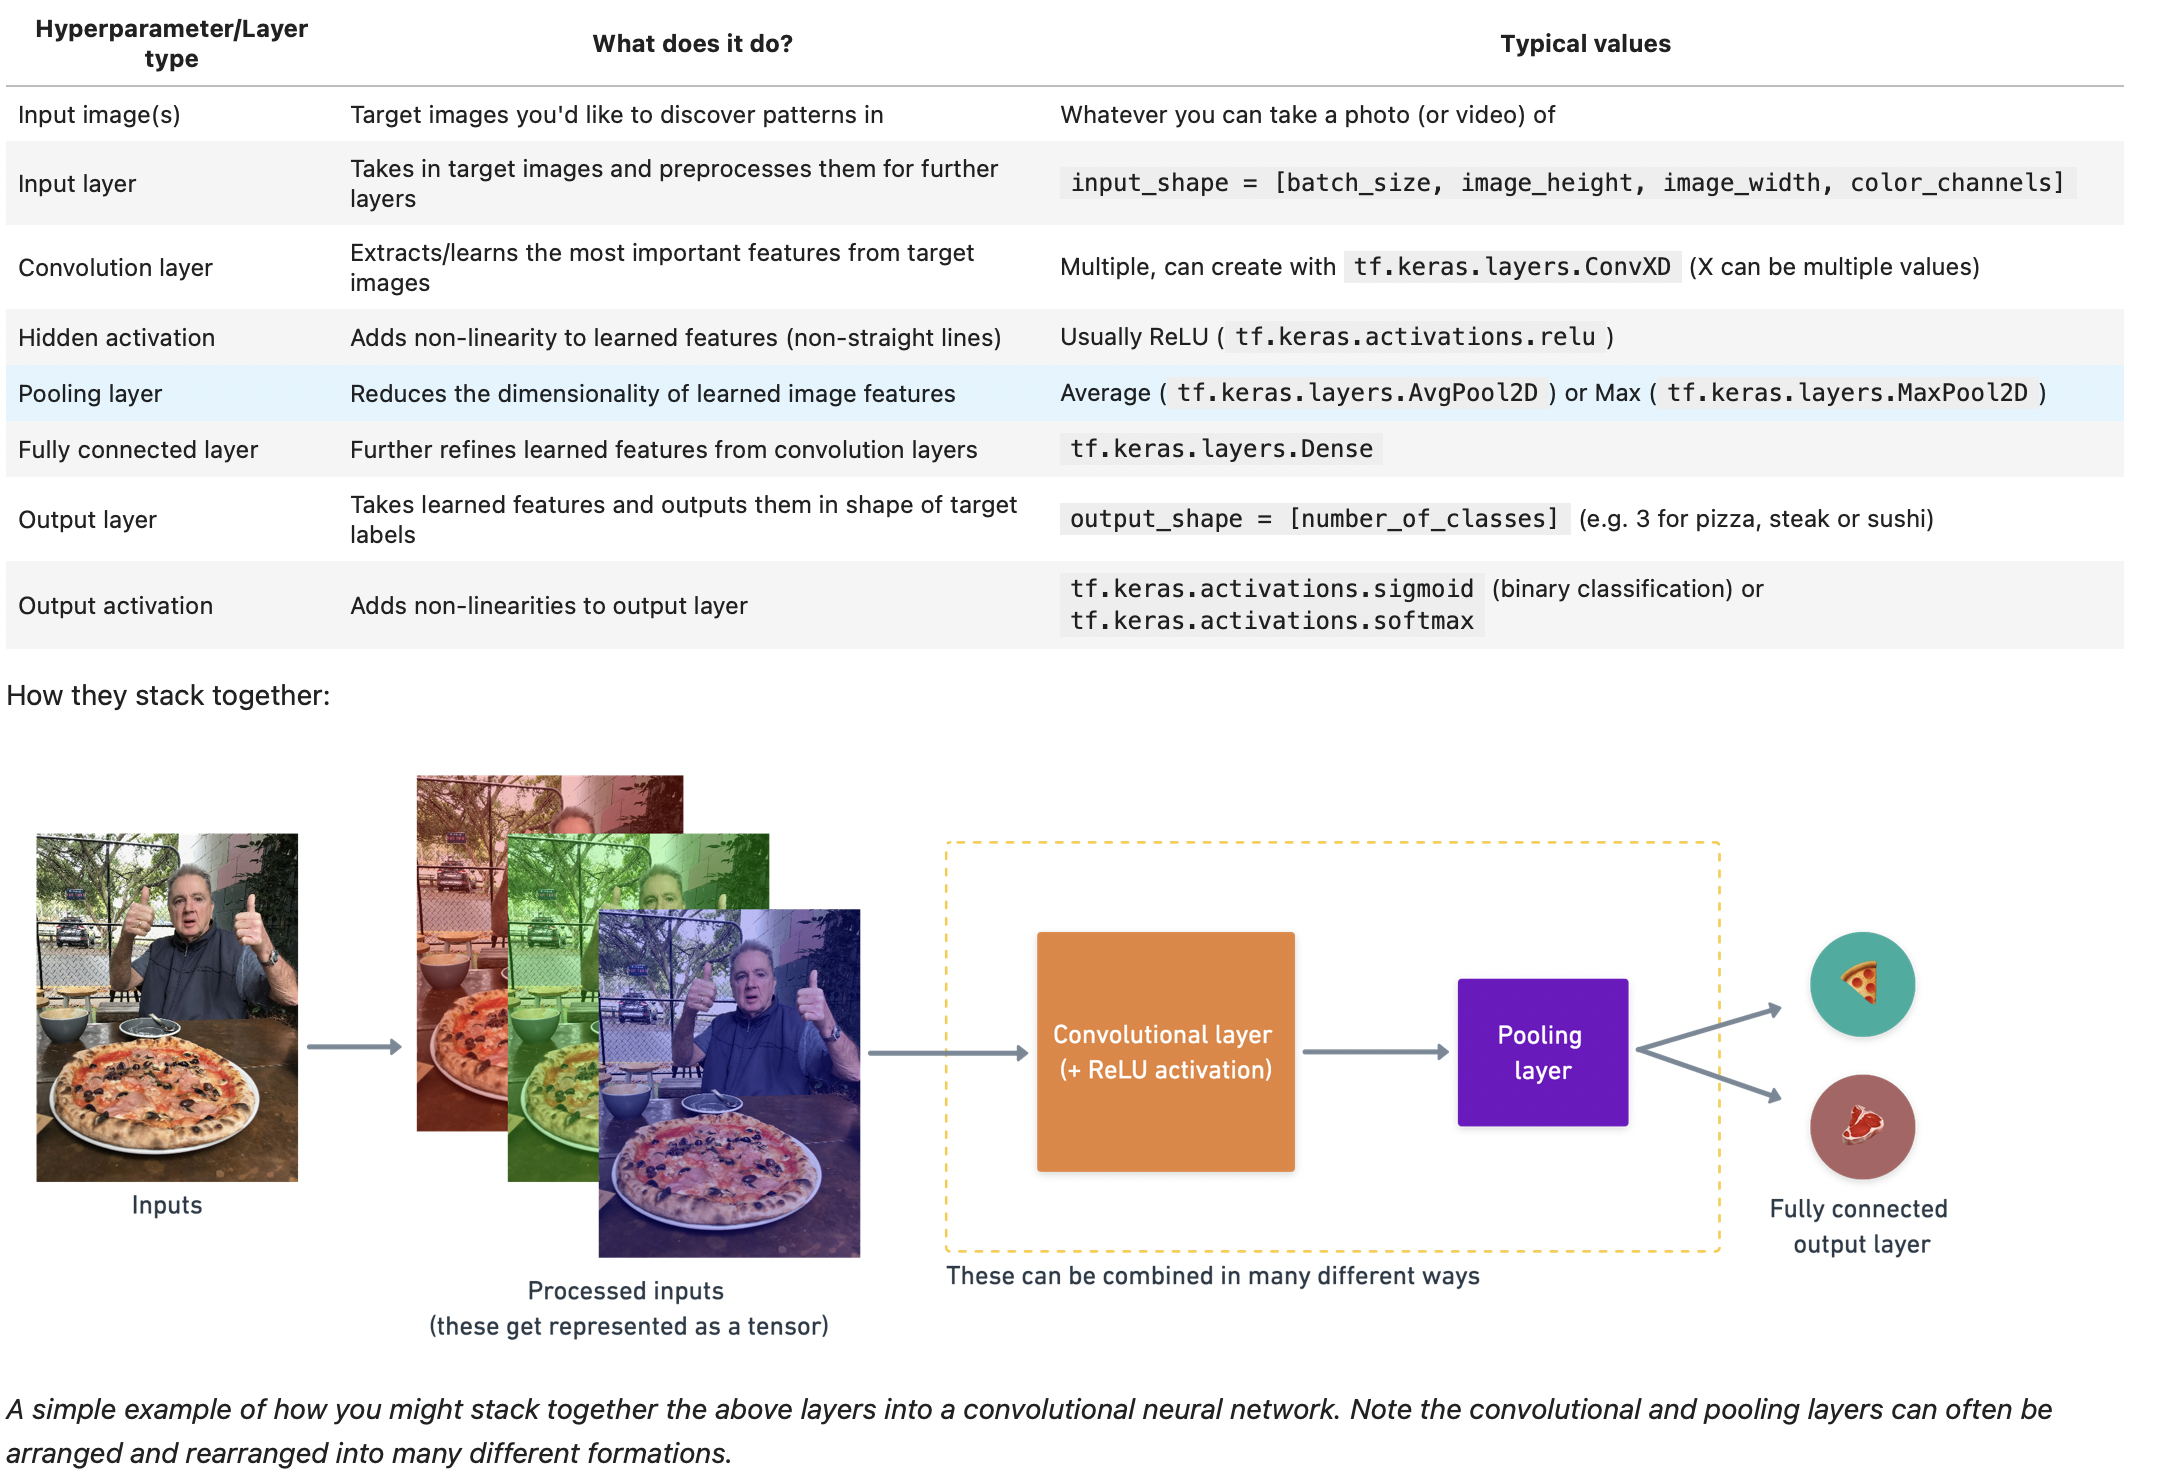 Hyperparameter/Layer
type
What does it do?
Typical values
Input image(s)
Target images you'd like to discover patterns in
Whatever you can take a photo (or video) of
Input layer
Takes in target images and preprocesses them for further
layers
input_shape = [batch_size, image_height, image_width, color_channels]
Convolution layer
Extracts/learns the most important features from target
images
Multiple, can create with tf.keras.layers.ConvXD (X can be multiple values)
Hidden activation
Adds non-linearity to learned features (non-straight lines)
Usually ReLU ( tf.keras.activations.relu )
Pooling layer
Reduces the dimensionality of learned image features
Average ( tf.keras.layers.AvgPool2D ) or Max ( tf.keras.layers.MaxPool2D )
Fully connected layer
Further refines learned features from convolution layers
tf.keras.layers.Dense
Output layer
Takes learned features and outputs them in shape of target
labels
output_shape = [number_of_classes] (e.g. 3 for pizza, steak or sushi)
Output activation
Adds non-linearities to output layer
tf.keras.activations.sigmoid (binary classification) or
tf.keras.activations.softmax
How they stack together:
Inputs
Processed inputs
(these get represented as a tensor)
Convolutional layer
(+ ReLU activation)
Pooling
layer
These can be combined in many different ways
Fully connected
output layer
A simple example of how you might stack together the above layers into a convolutional neural network. Note the convolutional and pooling layers can often be
arranged and rearranged into many different formations.